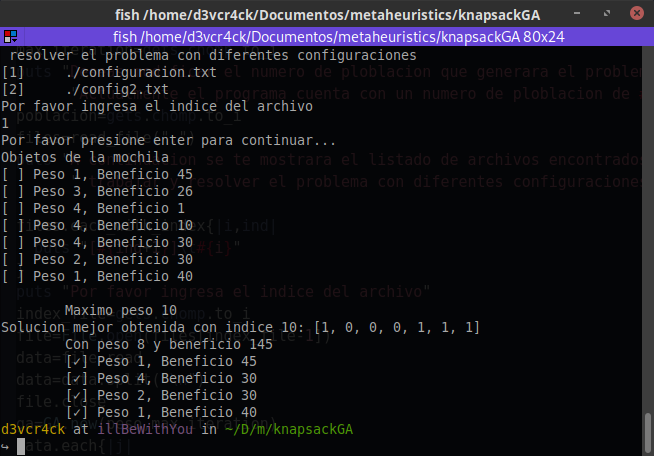 fish /home/d3vcr4ck/Documentos/metaheuristics/knapsackGA
fish /home/d3vcr4ck/Documentos/metaheuristics/knapsackGA 80x24
resolver el problema con diferentes configuraciones
[1]     ./configuracion.txt
[2]     ./config2.txt
Por favor ingresa el indice del archivo
1
Por favor presione enter para continuar...
Objetos de la mochila
[ ] Peso 1, Beneficio 45
[ ] Peso 3, Beneficio 26
[ ] Peso 4, Beneficio 1
[ ] Peso 4, Beneficio 10
[ ] Peso 4, Beneficio 30
[ ] Peso 2, Beneficio 30
[ ] Peso 1, Beneficio 40
Maximo peso 10
Solucion mejor obtenida con indice 10: [1, 0, 0, 0, 1, 1, 1]
Con peso 8 y beneficio 145
[✓] Peso 1, Beneficio 45
[✓] Peso 4, Beneficio 30
[✓] Peso 2, Beneficio 30
[✓] Peso 1, Beneficio 40
d3vcr4ck at illBeWithYou in ~/D/m/knapsackGA
↪